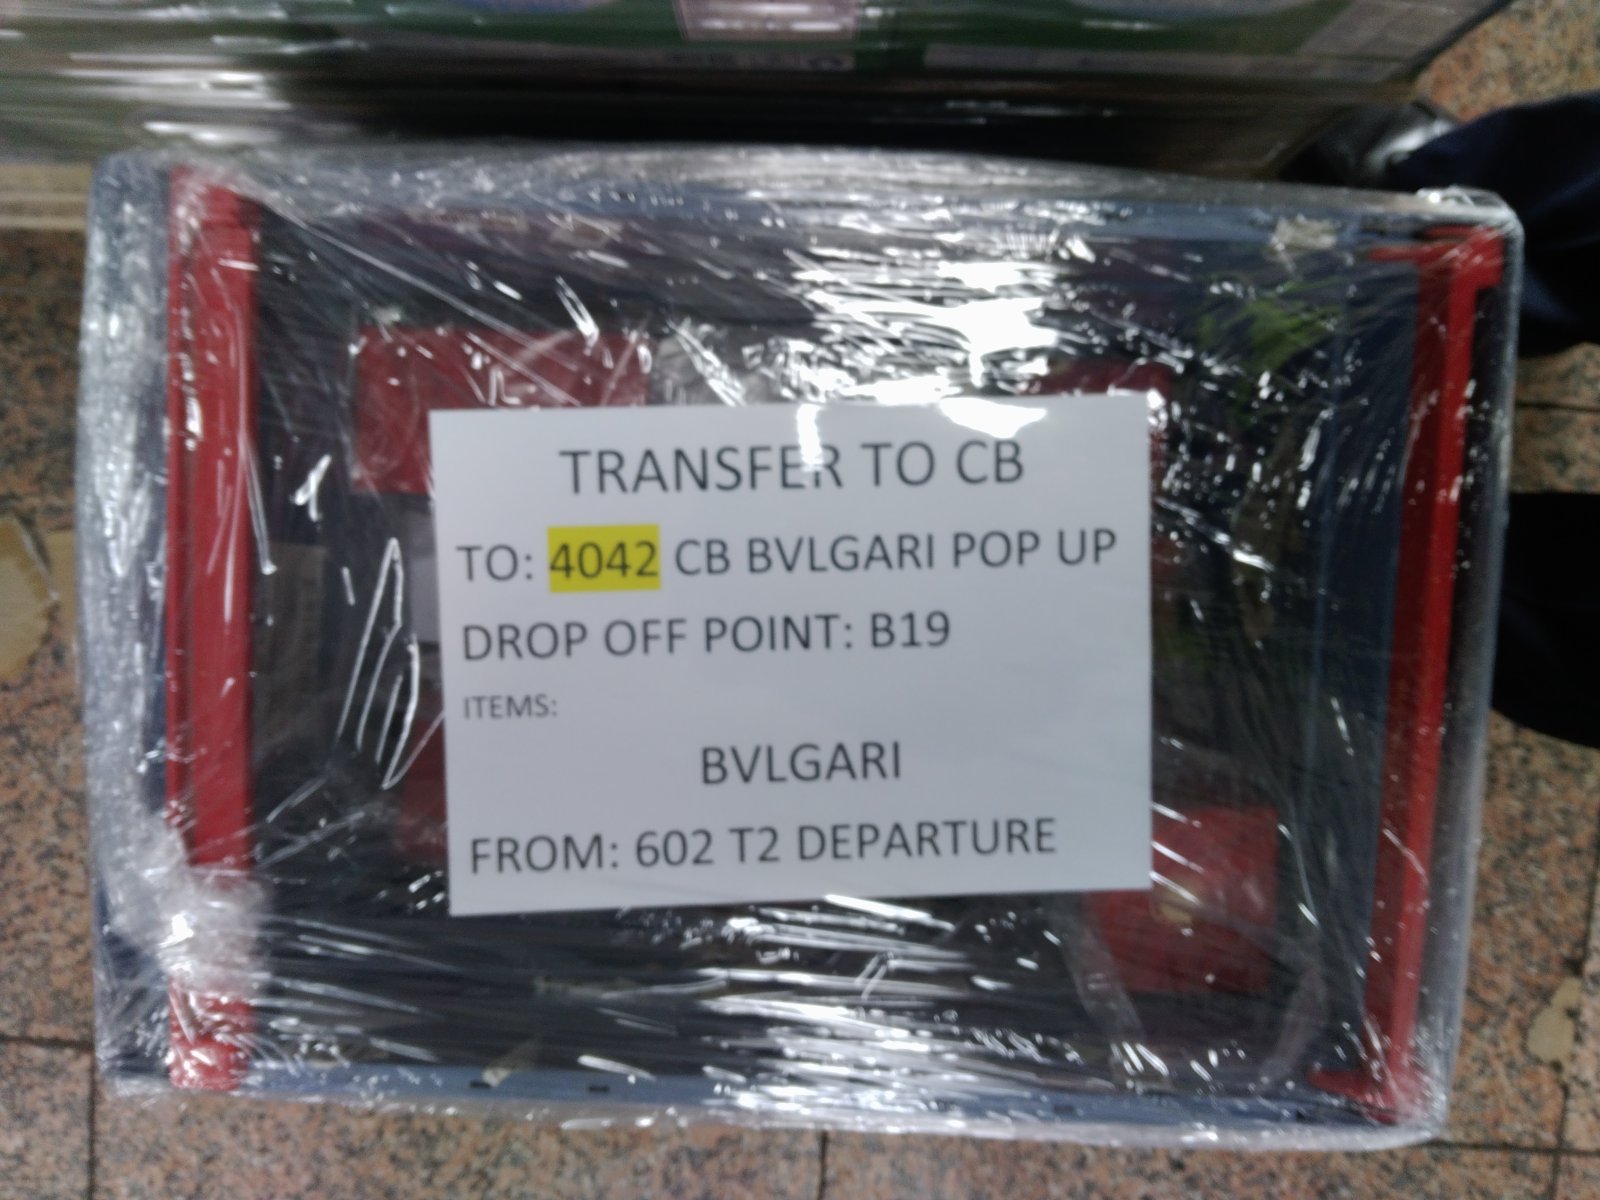 TRANSFER TO CB
TO: 4042 CB BVLGARI POP UP
DROP OFF POINT: B19
ITEMS:
BVLGARI
FROM: 602 T2 DEPARTURE